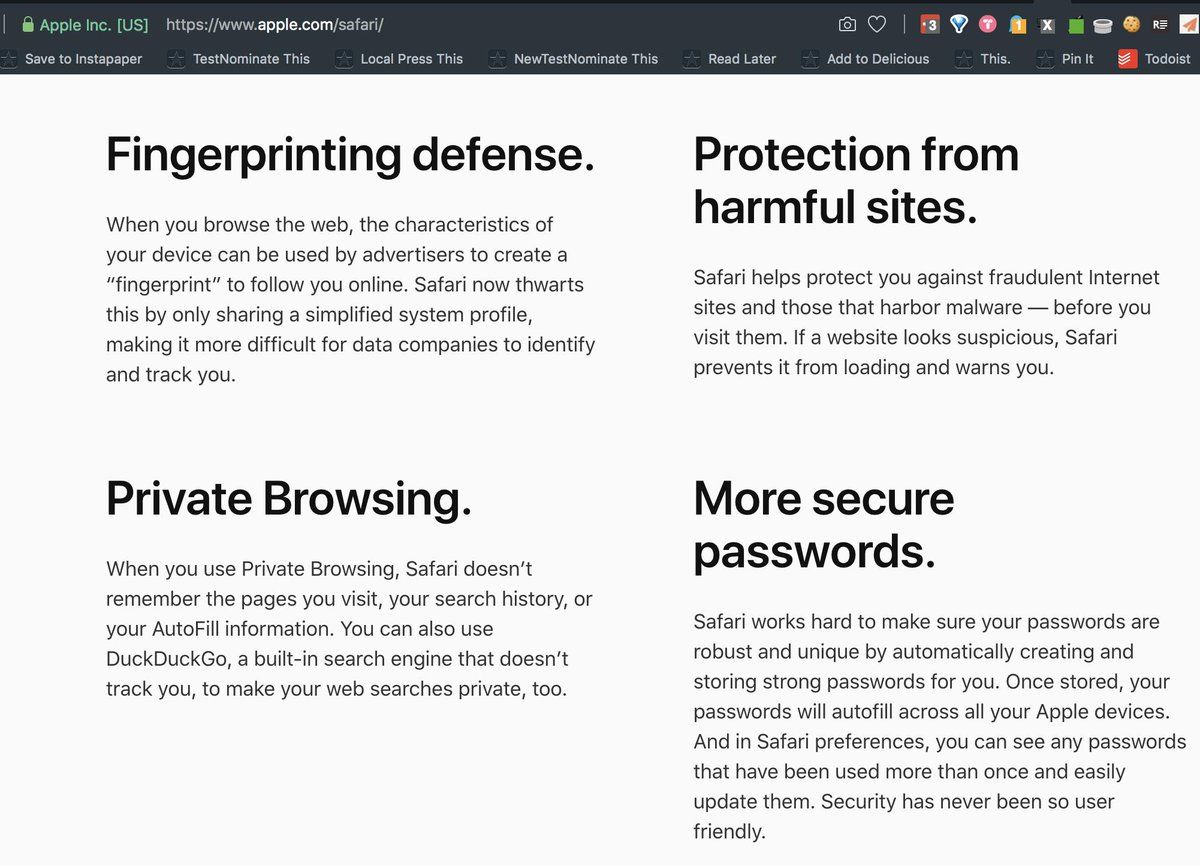 Apple Inc. [US] https://www.apple.com/safari/ 3 1 X RE
Save to Instapaper TestNominate This Local Press This NewTestNominate This Read Later Add to Delicious This. Pin It Todoist
Fingerprinting defense.
When you browse the web, the characteristics of
your device can be used by advertisers to create a
“fingerprint” to follow you online. Safari now thwarts
this by only sharing a simplified system profile,
making it more difficult for data companies to identify
and track you.
Protection from
harmful sites.
Safari helps protect you against fraudulent Internet
sites and those that harbor malware — before you
visit them. If a website looks suspicious, Safari
prevents it from loading and warns you.
Private Browsing.
When you use Private Browsing, Safari doesn’t
remember the pages you visit, your search history, or
your AutoFill information. You can also use
DuckDuckGo, a built-in search engine that doesn’t
track you, to make your web searches private, too.
More secure
passwords.
Safari works hard to make sure your passwords are
robust and unique by automatically creating and
storing strong passwords for you. Once stored, your
passwords will autofill across all your Apple devices.
And in Safari preferences, you can see any passwords
that have been used more than once and easily
update them. Security has never been so user
friendly.